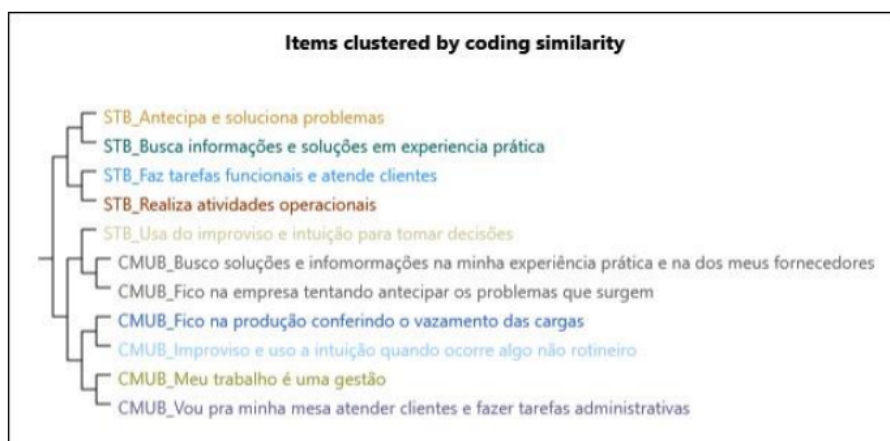 Items clustered by coding similarity
STB_Antecipa e soluciona problemas
STB_Busca informações e soluções em experiencia prática
STB_Faz tarefas funcionais e atende clientes
STB_Realiza atividades operacionais
STB_Usa do improviso e intuição para tomar decisões
CMUB_Busco soluções e infomormações na minha experiência prática e na dos meus fornecedores
CMUB_Fico na empresa tentando antecipar os problemas que surgem
CMUB_Fico na produção conferindo o vazamento das cargas
CMUB_Improviso e uso a intuição quando ocorre algo não rotineiro
CMUB_Meu trabalho é uma gestão
CMUB_Vou pra minha mesa atender clientes e fazer tarefas administrativas